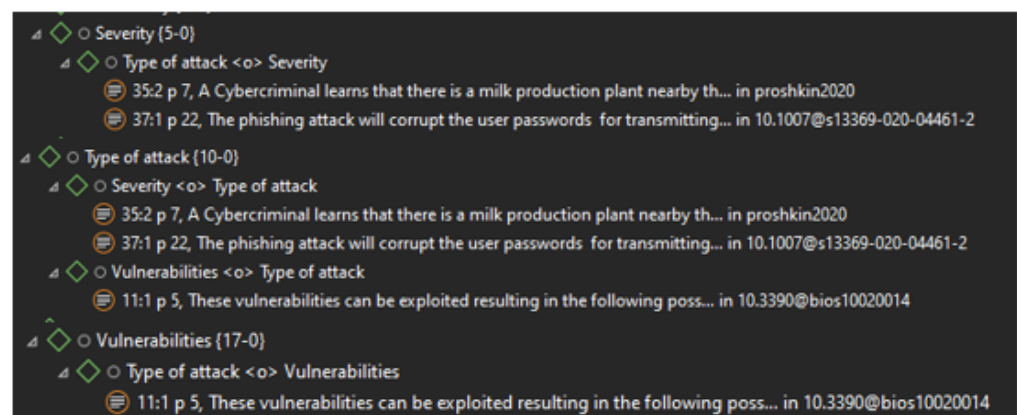 Severity {5-0}
Type of attack <o> Severity
35:2 p 7, A Cybercriminal learns that there is a milk production plant nearby th... in proshkin2020
37:1 p 22, The phishing attack will corrupt the user passwords for transmitting... in 10.1007@s13369-020-04461-2
Type of attack {10-0}
Severity <o> Type of attack
35:2 p 7, A Cybercriminal learns that there is a milk production plant nearby th... in proshkin2020
37:1 p 22, The phishing attack will corrupt the user passwords for transmitting... in 10.1007@s13369-020-04461-2
Vulnerabilities <o> Type of attack
11:1 p 5, These vulnerabilities can be exploited resulting in the following poss... in 10.3390@bios10020014
Vulnerabilities {17-0}
Type of attack <o> Vulnerabilities
11:1 p 5, These vulnerabilities can be exploited resulting in the following poss... in 10.3390@bios10020014